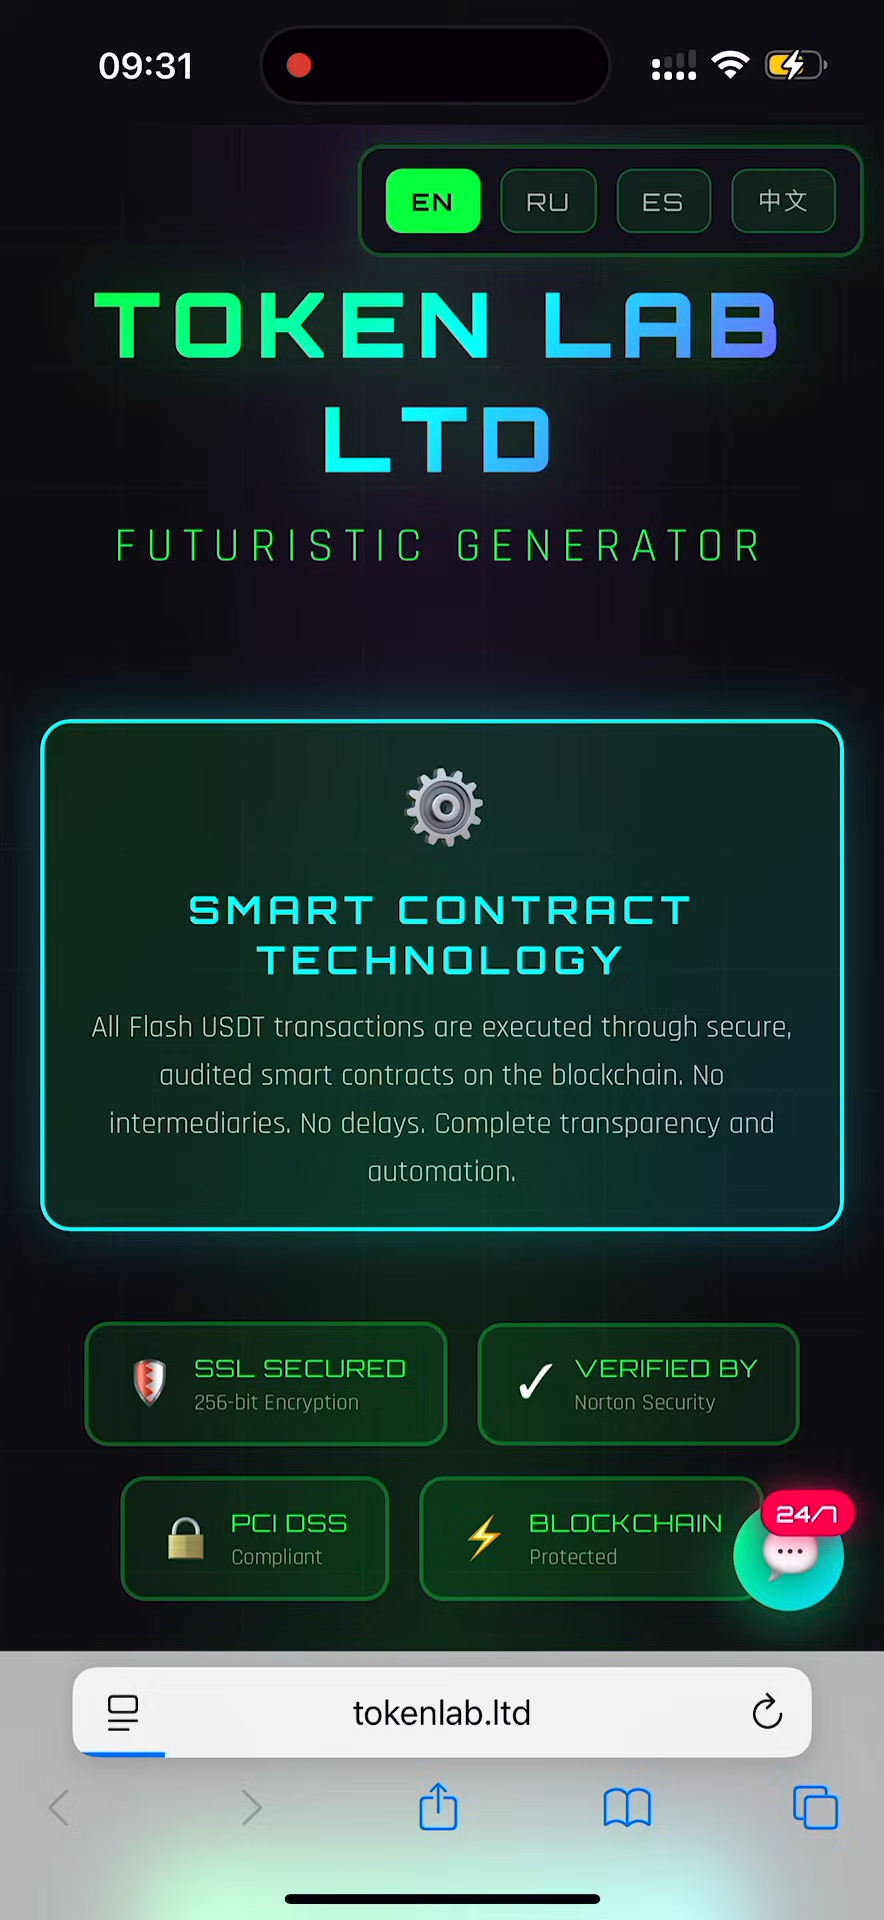 09:31
EN RU ES 中文
TOKEN LAB
LTD
FUTURISTIC GENERATOR
SMART CONTRACT
TECHNOLOGY
All Flash USDT transactions are executed through secure,
audited smart contracts on the blockchain. No
intermediaries. No delays. Complete transparency and
automation.
SSL SECURED
256-bit Encryption
VERIFIED BY
Norton Security
PCI DSS
Compliant
BLOCKCHAIN
Protected
24/7
tokenlab.ltd